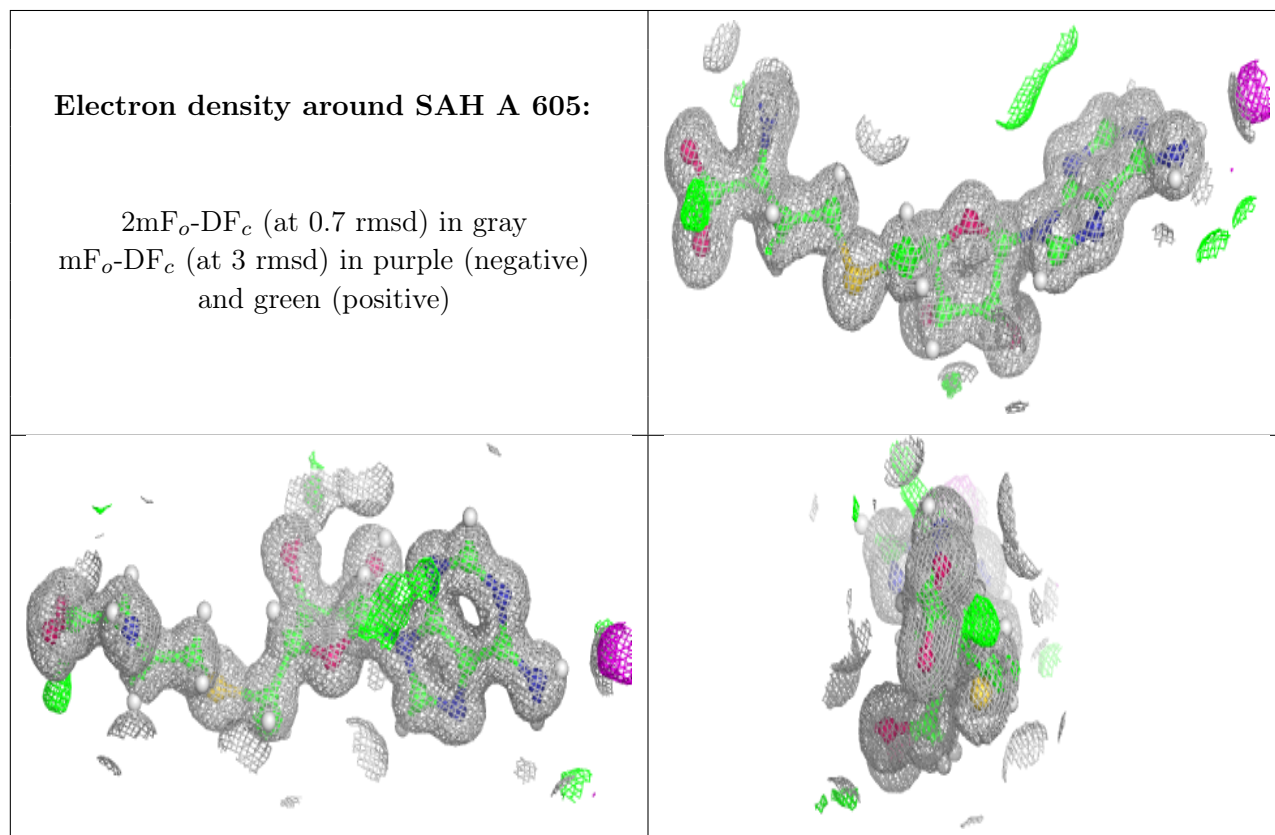 Electron density around SAH A 605:
2mFo-DFc (at 0.7 rmsd) in gray
mFo-DFc (at 3 rmsd) in purple (negative)
and green (positive)